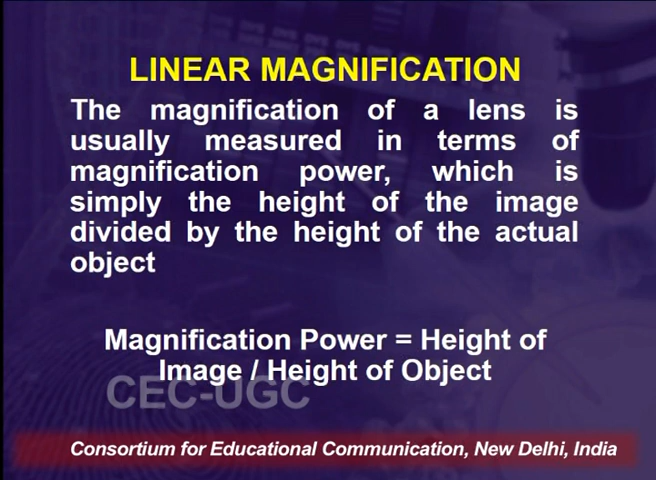 LINEAR MAGNIFICATION
The magnification of a lens is
usually measured in terms of
magnification power, which is
simply the height of the image
divided by the height of the actual
object
Magnification Power = Height of
Image / Height of Object
CEC-UGC
Consortium for Educational Communication, New Delhi, India